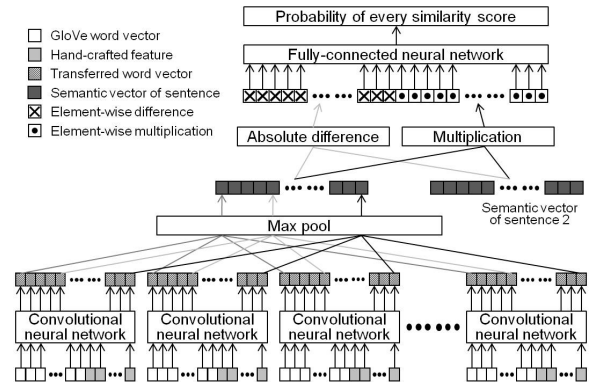 Probability of every similarity score
GloVe word vector
Hand-crafted feature
Transferred word vector
Semantic vector of sentence
Element-wise difference
Element-wise multiplication
Fully-connected neural network
Absolute difference
Multiplication
Semantic vector
of sentence 2
Max pool
Convolutional
neural network
Convolutional
neural network
Convolutional
neural network
Convolutional
neural network